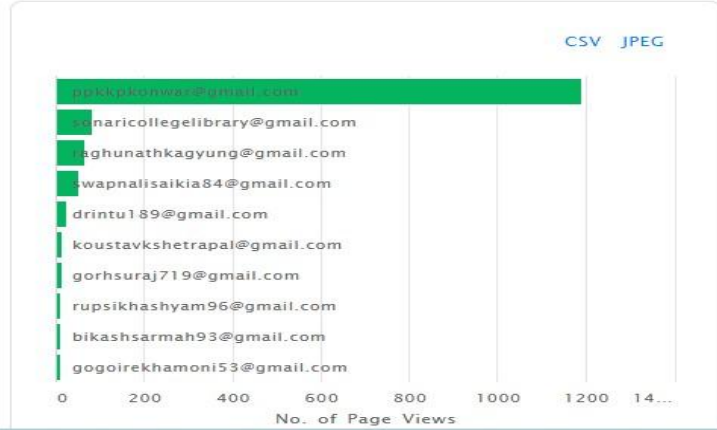 CSV JPEG
ppkkpkonwar@gmail.com
sonaricollegelibrary@gmail.com
raghunathkagyung@gmail.com
swapnalisaikia84@gmail.com
drintu189@gmail.com
koustavkshetrapal@gmail.com
gorhsuraj719@gmail.com
rupsikhashyam96@gmail.com
bikashsarmah93@gmail.com
gogoirekhamoni53@gmail.com
0 200 400 600 800 1000 1200 14...
No. of Page Views